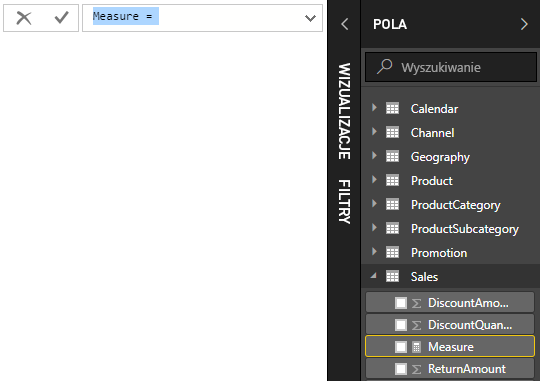 Measure =
POLA
Wyszukiwanie
WIZUALIZACJE
FILTRY
Calendar
Channel
Geography
Product
ProductCategory
ProductSubcategory
Promotion
Sales
DiscountAmo...
DiscountQuan...
Measure
ReturnAmount